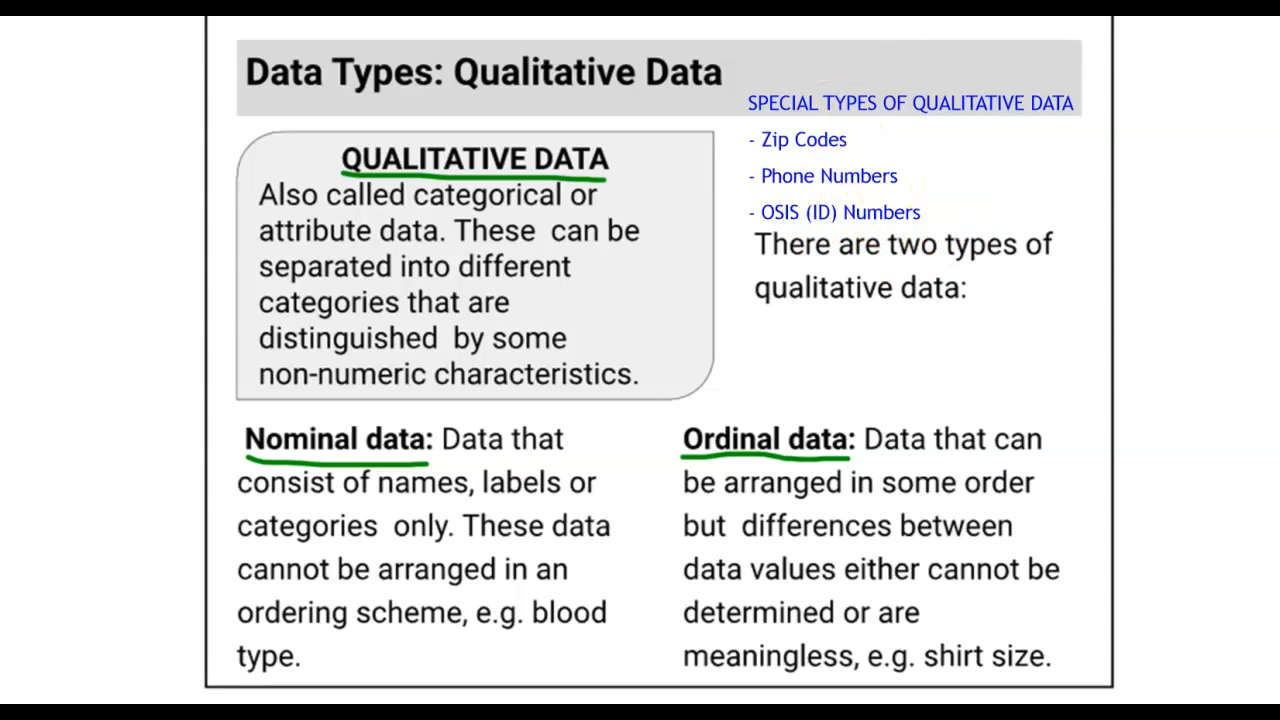 Data Types: Qualitative Data
SPECIAL TYPES OF QUALITATIVE DATA
- Zip Codes
- Phone Numbers
- OSIS (ID) Numbers
QUALITATIVE DATA
Also called categorical or
attribute data. These can be
separated into different
categories that are
distinguished by some
non-numeric characteristics.
There are two types of
qualitative data:
Nominal data: Data that
consist of names, labels or
categories only. These data
cannot be arranged in an
ordering scheme, e.g. blood
type.
Ordinal data: Data that can
be arranged in some order
but differences between
data values either cannot be
determined or are
meaningless, e.g. shirt size.